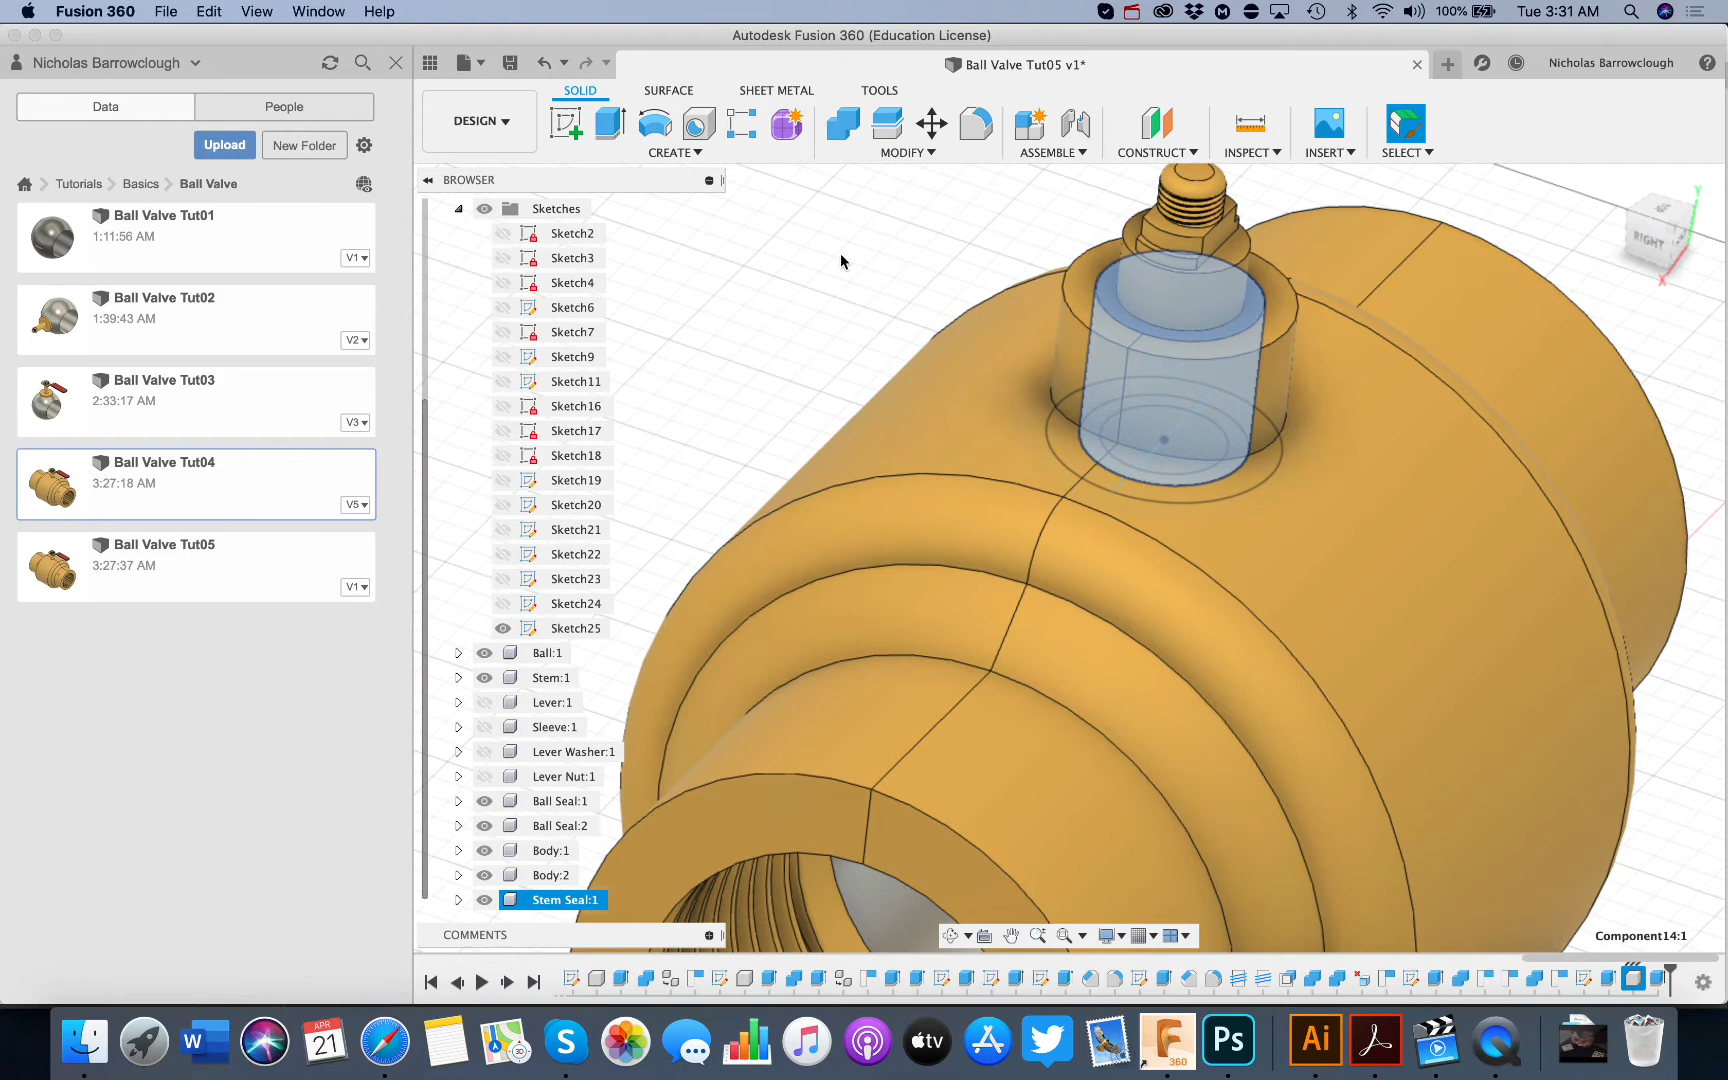 Fusion 360 File Edit View Window Help 100% Tue 3:31 AM
Autodesk Fusion 360 (Education License)
Nicholas Barrowclough
Ball Valve Tut05 v1*
Nicholas Barrowclough
Data People
Upload New Folder
Tutorials Basics Ball Valve
Ball Valve Tut01
1:11:56 AM
V1
Ball Valve Tut02
1:39:43 AM
V2
Ball Valve Tut03
2:33:17 AM
V3
Ball Valve Tut04
3:27:18 AM
V5
Ball Valve Tut05
3:27:37 AM
V1
DESIGN
SOLID SURFACE SHEET METAL TOOLS
CREATE MODIFY ASSEMBLE CONSTRUCT INSPECT INSERT SELECT
BROWSER
Sketches
Sketch2
Sketch3
Sketch4
Sketch6
Sketch7
Sketch9
Sketch11
Sketch16
Sketch17
Sketch18
Sketch19
Sketch20
Sketch21
Sketch22
Sketch23
Sketch24
Sketch25
Ball:1
Stem:1
Lever:1
Sleeve:1
Lever Washer:1
Lever Nut:1
Ball Seal:1
Ball Seal:2
Body:1
Body:2
Stem Seal:1
COMMENTS
RIGHT
Y
X
Component14:1
W
APR
21
S
tv
360
Ps
Ai